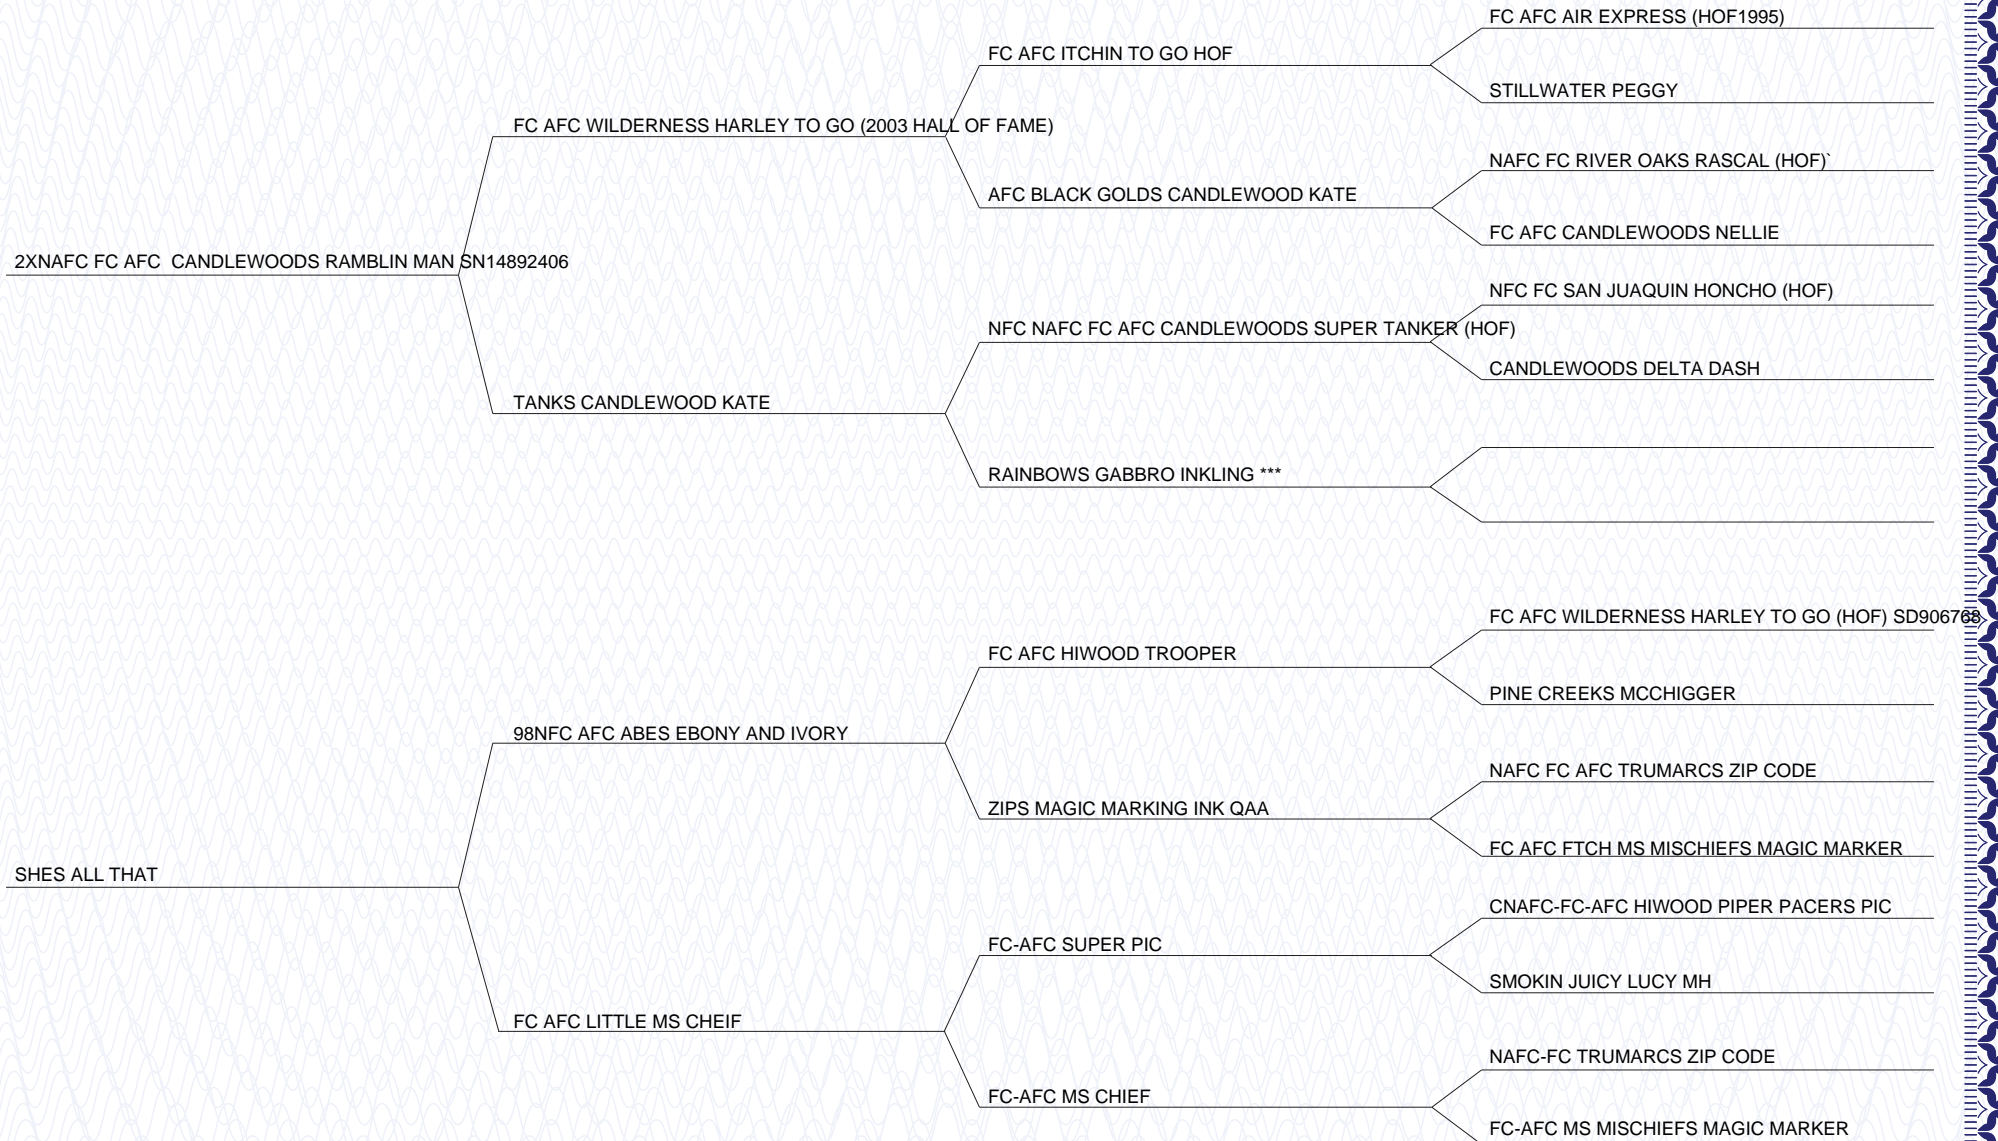 FC AFC AIR EXPRESS (HOF1995)
FC AFC ITCHIN TO GO HOF
STILLWATER PEGGY
FC AFC WILDERNESS HARLEY TO GO (2003 HALL OF FAME)
NAFC FC RIVER OAKS RASCAL (HOF)`
AFC BLACK GOLDS CANDLEWOOD KATE
FC AFC CANDLEWOODS NELLIE
2XNAFC FC AFC  CANDLEWOODS RAMBLIN MAN SN14892406
NFC FC SAN JUAQUIN HONCHO (HOF)
NFC NAFC FC AFC CANDLEWOODS SUPER TANKER (HOF)
CANDLEWOODS DELTA DASH
TANKS CANDLEWOOD KATE
RAINBOWS GABBRO INKLING ***
FC AFC WILDERNESS HARLEY TO GO (HOF) SD906768
FC AFC HIWOOD TROOPER
PINE CREEKS MCCHIGGER
98NFC AFC ABES EBONY AND IVORY
NAFC FC AFC TRUMARCS ZIP CODE
ZIPS MAGIC MARKING INK QAA
FC AFC FTCH MS MISCHIEFS MAGIC MARKER
SHES ALL THAT
CNAFC-FC-AFC HIWOOD PIPER PACERS PIC
FC-AFC SUPER PIC
SMOKIN JUICY LUCY MH
FC AFC LITTLE MS CHEIF
NAFC-FC TRUMARCS ZIP CODE
FC-AFC MS CHIEF
FC-AFC MS MISCHIEFS MAGIC MARKER